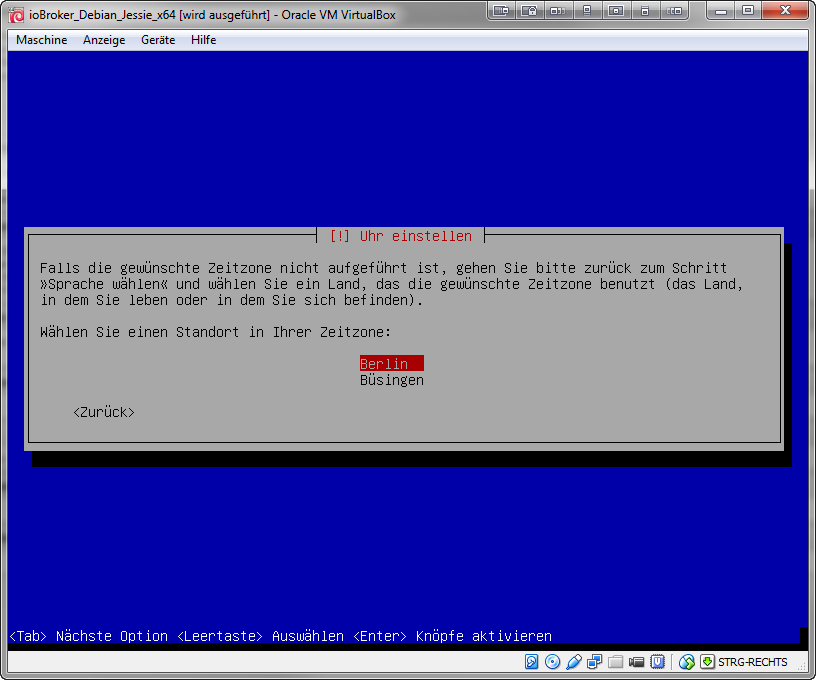 ioBroker_Debian_Jessie_x64 [wird ausgeführt] - Oracle VM VirtualBox
Maschine Anzeige Geräte Hilfe
[!] Uhr einstellen
Falls die gewünschte Zeitzone nicht aufgeführt ist, gehen Sie bitte zurück zum Schritt
»Sprache wählen« und wählen Sie ein Land, das die gewünschte Zeitzone benutzt (das Land,
in dem Sie leben oder in dem Sie sich befinden).
Wählen Sie einen Standort in Ihrer Zeitzone:
Berlin
Büsingen
<Zurück>
<Tab> Nächste Option <Leertaste> Auswählen <Enter> Knöpfe aktivieren
STRG-RECHTS